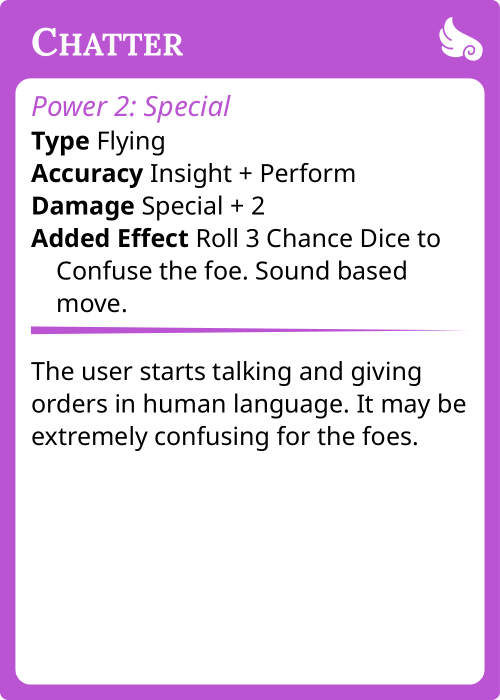 CHATTER
Power 2: Special
Type Flying
Accuracy Insight + Perform
Damage Special + 2
Added Effect Roll 3 Chance Dice to
Confuse the foe. Sound based
move.
The user starts talking and giving
orders in human language. It may be
extremely confusing for the foes.